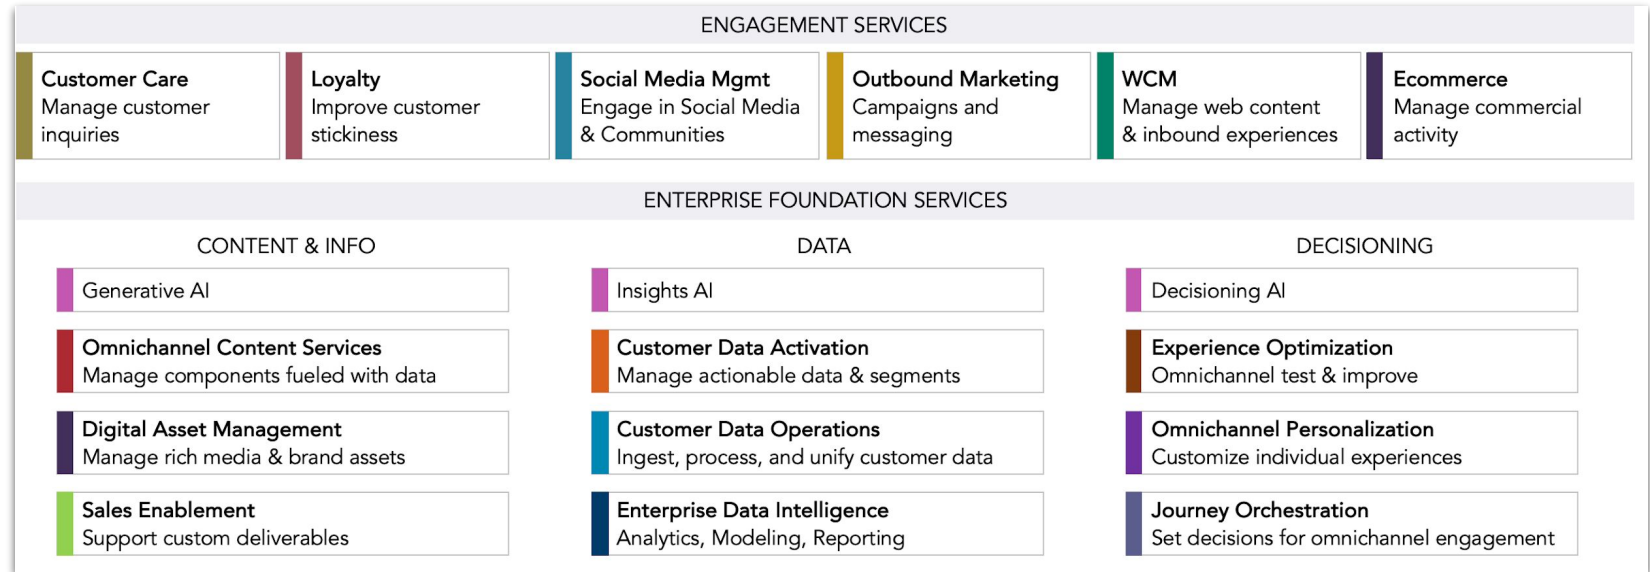 ENGAGEMENT SERVICES
Customer Care
Manage customer
inquiries
Loyalty
Improve customer
stickiness
Social Media Mgmt
Engage in Social Media
& Communities
Outbound Marketing
Campaigns and
messaging
WCM
Manage web content
& inbound experiences
Ecommerce
Manage commercial
activity
ENTERPRISE FOUNDATION SERVICES
CONTENT & INFO
Generative AI
Omnichannel Content Services
Manage components fueled with data
Digital Asset Management
Manage rich media & brand assets
Sales Enablement
Support custom deliverables
DATA
Insights AI
Customer Data Activation
Manage actionable data & segments
Customer Data Operations
Ingest, process, and unify customer data
Enterprise Data Intelligence
Analytics, Modeling, Reporting
DECISIONING
Decisioning AI
Experience Optimization
Omnichannel test & improve
Omnichannel Personalization
Customize individual experiences
Journey Orchestration
Set decisions for omnichannel engagement